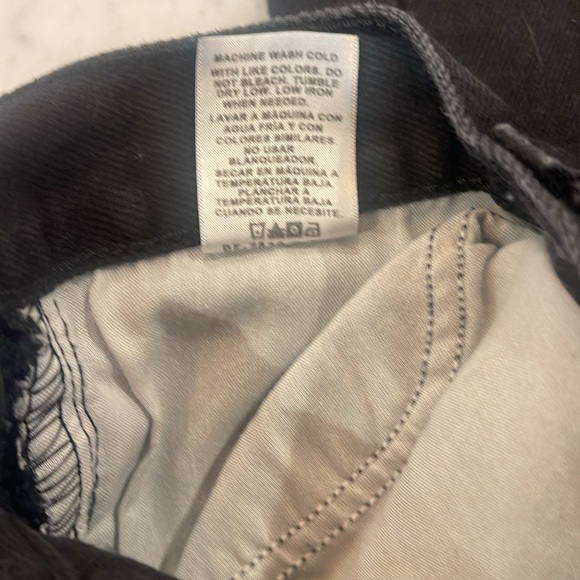 MACHINE WASH COLD
WITH LIKE COLORS. DO
NOT BLEACH. TUMBLE
DRY LOW. LOW IRON
WHEN NEEDED.
LAVAR A MÁQUINA CON
AGUA FRÍA Y CON
COLORES SIMILARES.
NO USAR
BLANQUEADOR.
SECAR EN MÁQUINA A
TEMPERATURA BAJA.
PLANCHAR A
TEMPERATURA BAJA
CUANDO SE NECESITE.